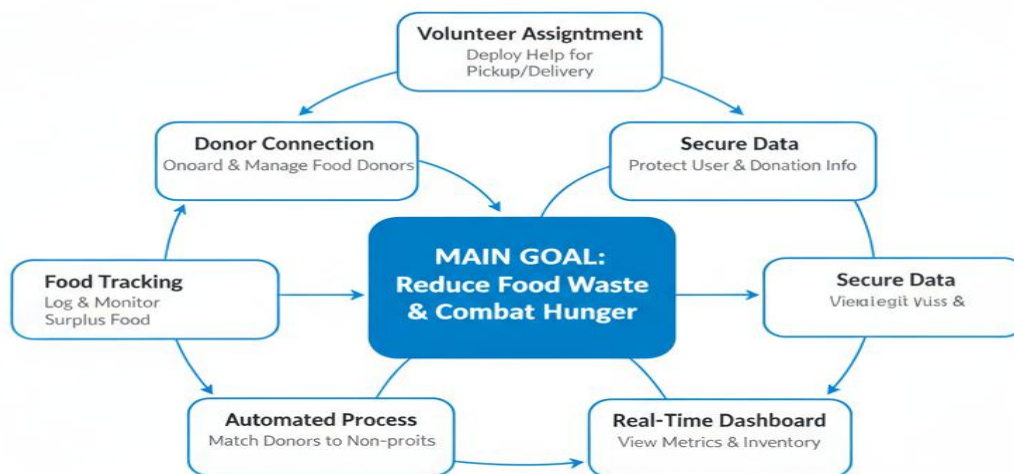 Volunteer Assigntment
Deploy Help for
Pickup/Delivery
Donor Connection
Onoard & Manage Food Donors
Secure Data
Protect User & Donation Info
MAIN GOAL:
Reduce Food Waste
& Combat Hunger
Food Tracking
Log & Monitor
Surplus Food
Secure Data
&
Automated Process
Match Donors to Non-proits
Real-Time Dashboard
View Metrics & Inventory